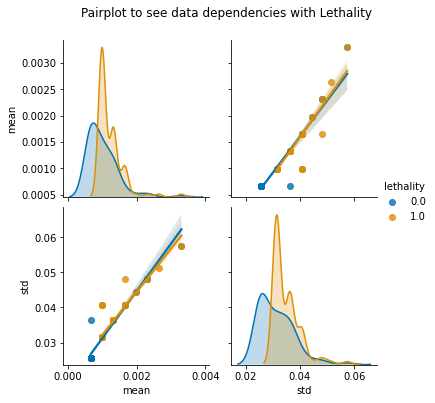 Pairplot to see data dependencies with Lethality
0.0030
0.0025
0.0020
0.0015
0.0010
0.0005
mean
lethality
0.0
1.0
0.06
0.05
0.04
0.03
std
0.000 0.002 0.004
mean
0.02 0.04 0.06
std